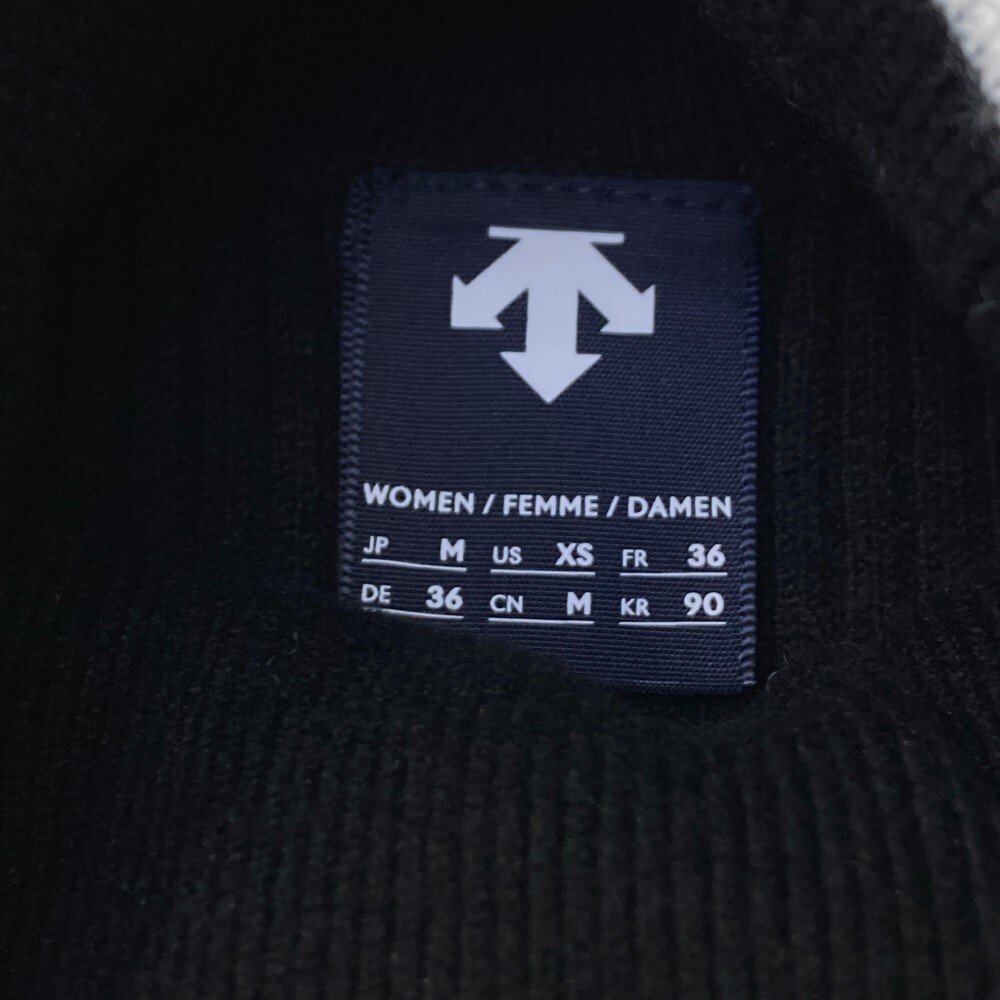 WOMEN / FEMME / DAMEN
JP M US XS FR 36
DE 36 CN M KR 90